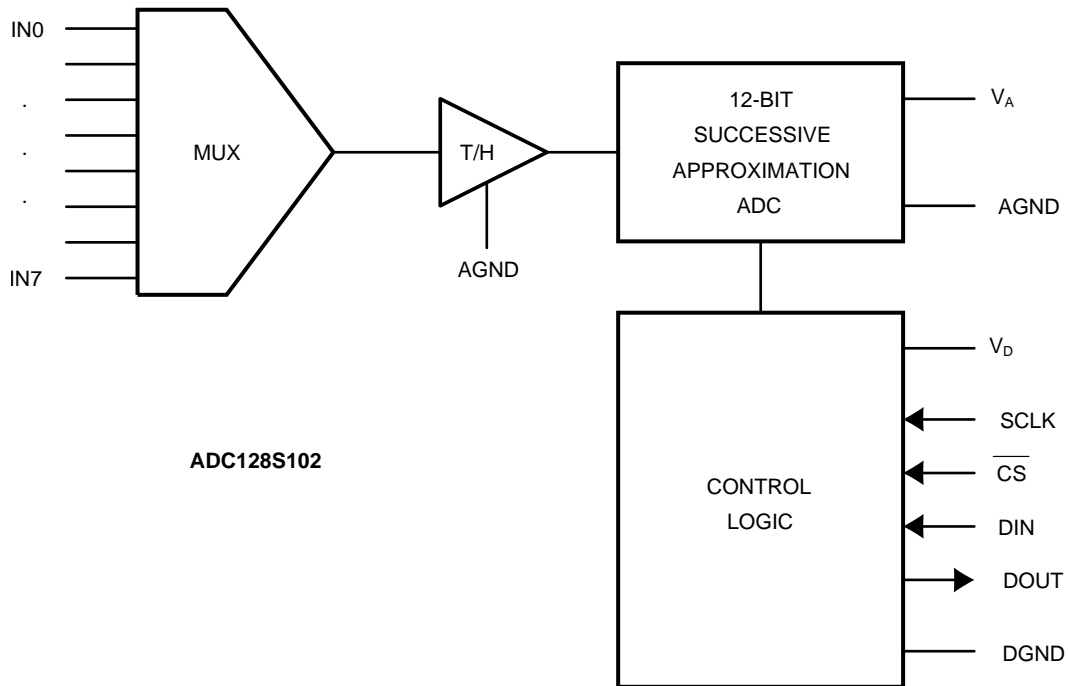 IN0
.
.
.
IN7
MUX
T/H
AGND
12-BIT
SUCCESSIVE
APPROXIMATION
ADC
V_A
AGND
ADC128S102
CONTROL
LOGIC
V_D
SCLK
C̅S̅
DIN
DOUT
DGND